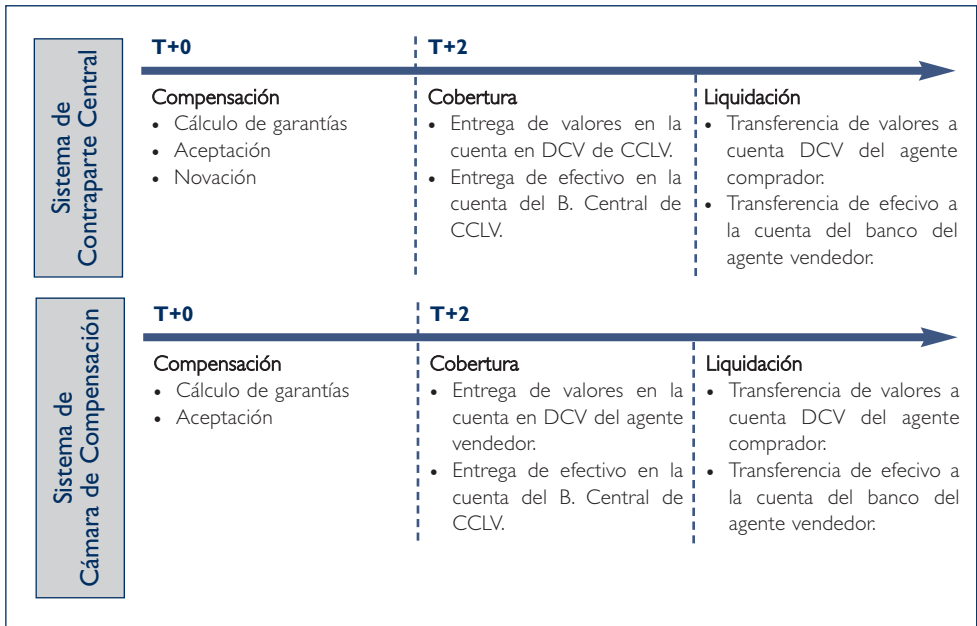 Sistema de
Contraparte Central
T+0
T+2
Compensación
• Cálculo de garantías
• Aceptación
• Novación
Cobertura
• Entrega de valores en la
cuenta en DCV de CCLV.
• Entrega de efectivo en la
cuenta del B. Central de
CCLV.
Liquidación
• Transferencia de valores a
cuenta DCV del agente
comprador.
• Transferencia de efecivo a
la cuenta del banco del
agente vendedor.
Sistema de
Cámara de Compensación
T+0
T+2
Compensación
• Cálculo de garantías
• Aceptación
Cobertura
• Entrega de valores en la
cuenta en DCV del agente
vendedor.
• Entrega de efectivo en la
cuenta del B. Central de
CCLV.
Liquidación
• Transferencia de valores a
cuenta DCV del agente
comprador.
• Transferencia de efecivo a
la cuenta del banco del
agente vendedor.